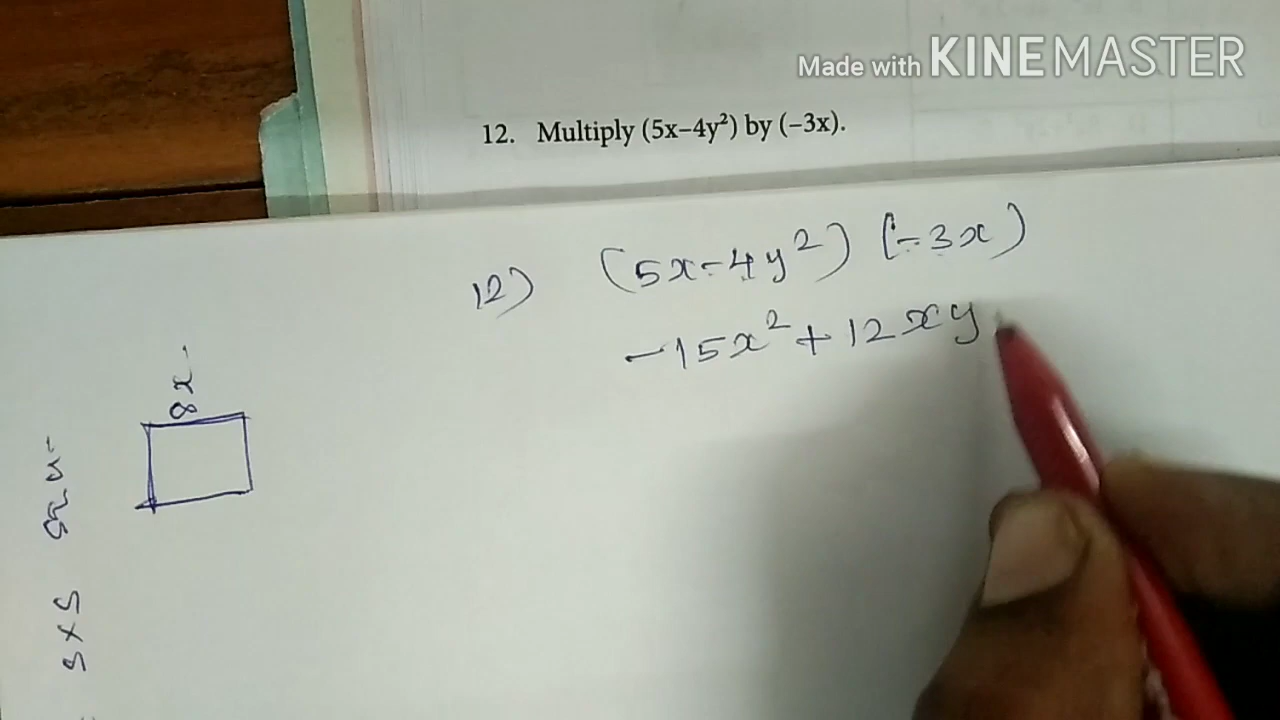 Made with KINEMASTER
12. Multiply (5x–4y²) by (–3x).
12) (5x-4y²) (-3x)
-15x²+12xy
8x